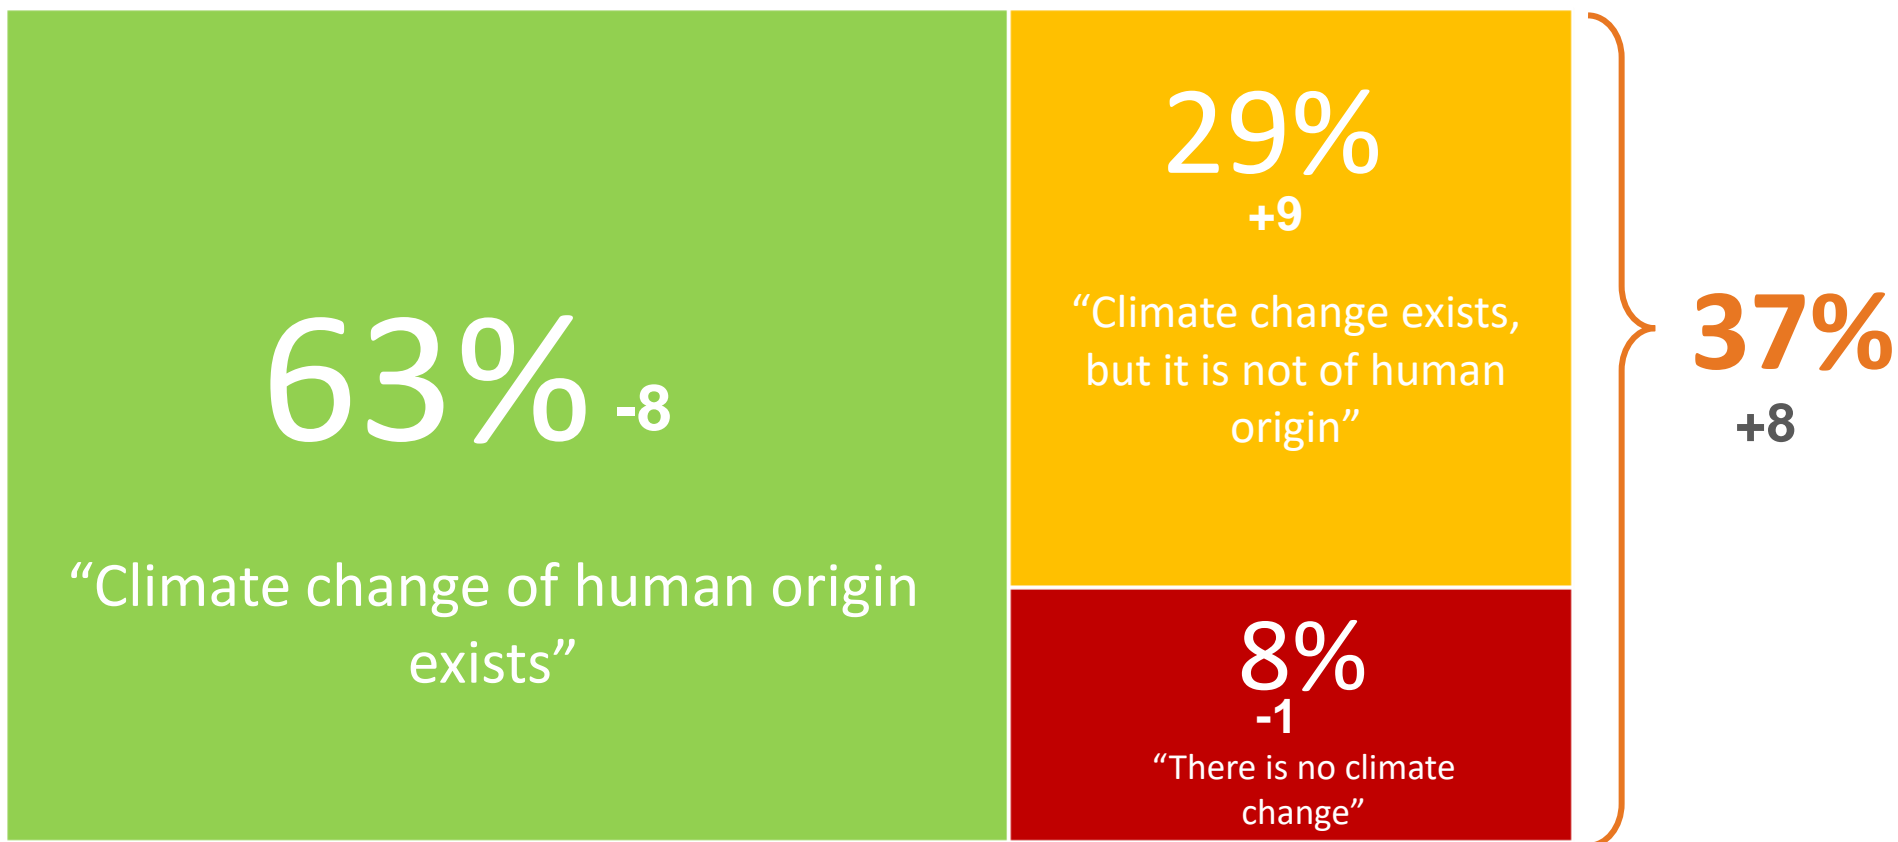 63% -8
“Climate change of human origin
exists”
29%
+9
“Climate change exists,
but it is not of human
origin”
8%
-1
“There is no climate
change”
37%
+8